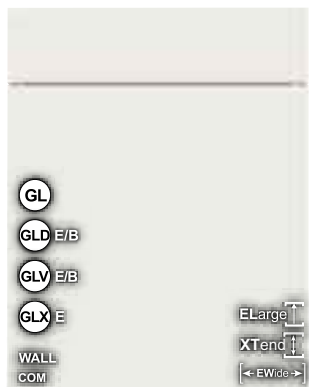 GL
GLD E/B
GLV E/B
GLX E
ELarge
XTend
WALL
COM
EWide